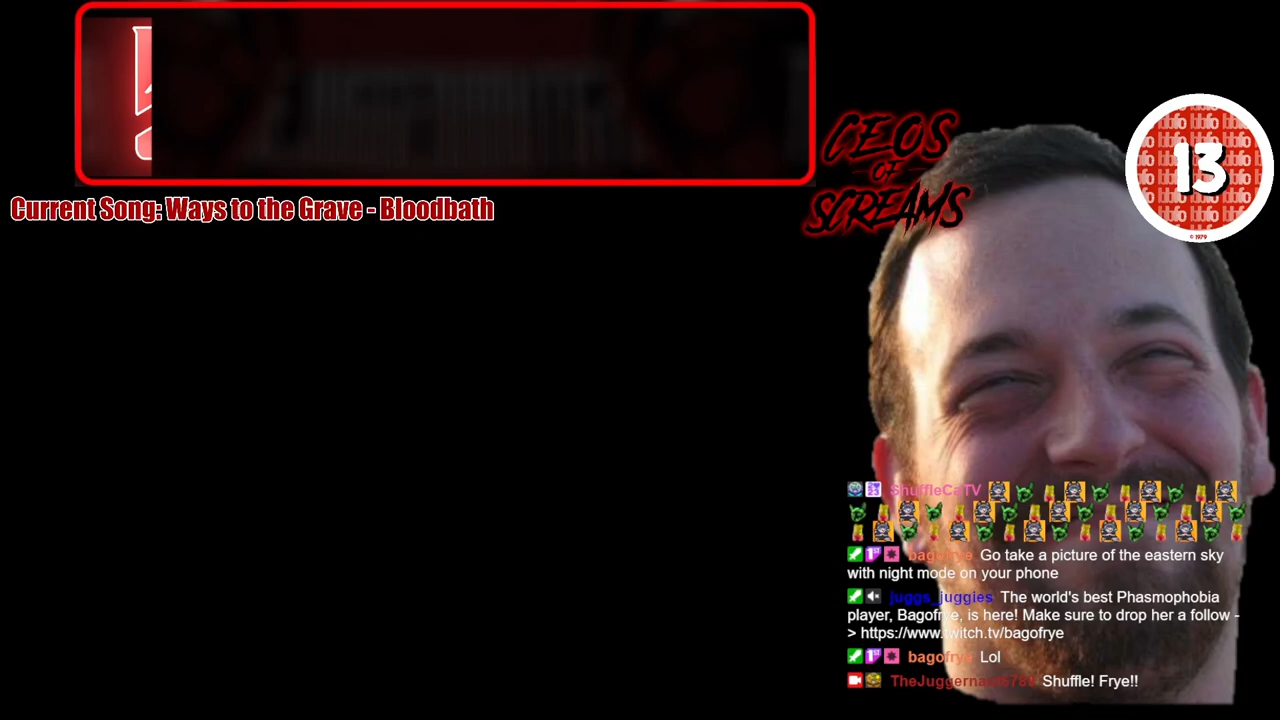 CEOS
OF
SCREAMS
13
© 1979
Current Song: Ways to the Grave - Bloodbath
ShuffleCaTV
bagofrye Go take a picture of the eastern sky
with night mode on your phone
juggs_juggies The world's best Phasmophobia
player, Bagofrye, is here! Make sure to drop her a follow -
> https://www.twitch.tv/bagofrye
bagofrye Lol
Shuffle! Frye!!